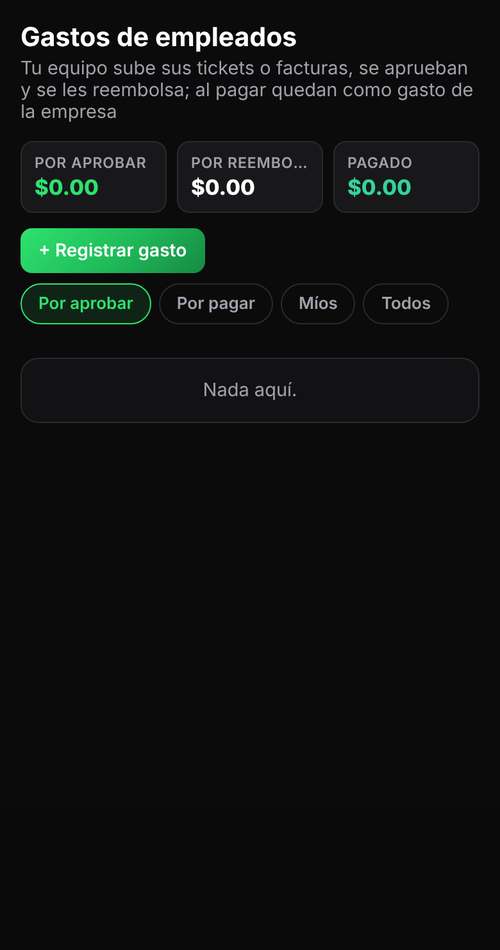 Gastos de empleados
Tu equipo sube sus tickets o facturas, se aprueban
y se les reembolsa; al pagar quedan como gasto de
la empresa
POR APROBAR
$0.00
POR REEMBO...
$0.00
PAGADO
$0.00
+ Registrar gasto
Por aprobar
Por pagar
Míos
Todos
Nada aquí.